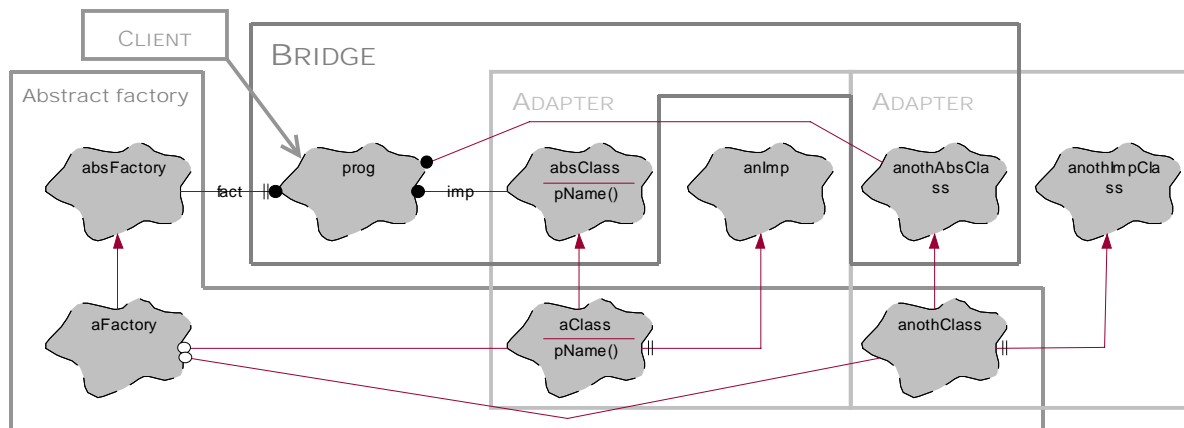 CLIENT
BRIDGE
Abstract factory
ADAPTER
ADAPTER
absFactory
prog
absClass
pName()
anImp
anothAbsCla
ss
anothImpCla
ss
fact
imp
aFactory
aClass
pName()
anothClass